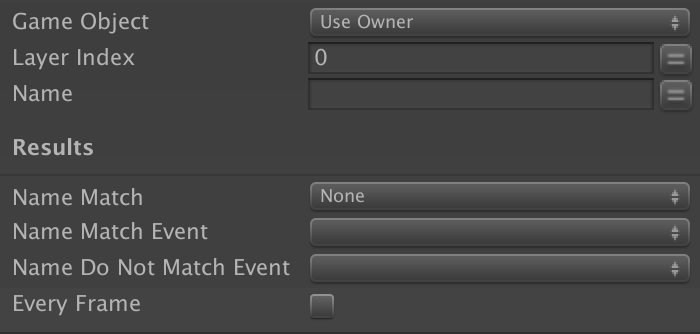 Game Object Use Owner
Layer Index 0
Name
Results
Name Match None
Name Match Event
Name Do Not Match Event
Every Frame